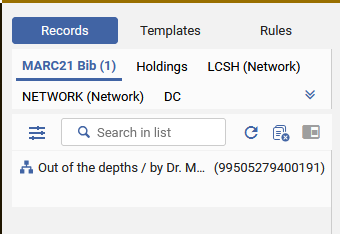 Records Templates Rules
MARC21 Bib (1) Holdings LCSH (Network)
NETWORK (Network) DC
Search in list
Out of the depths / by Dr. M... (99505279400191)